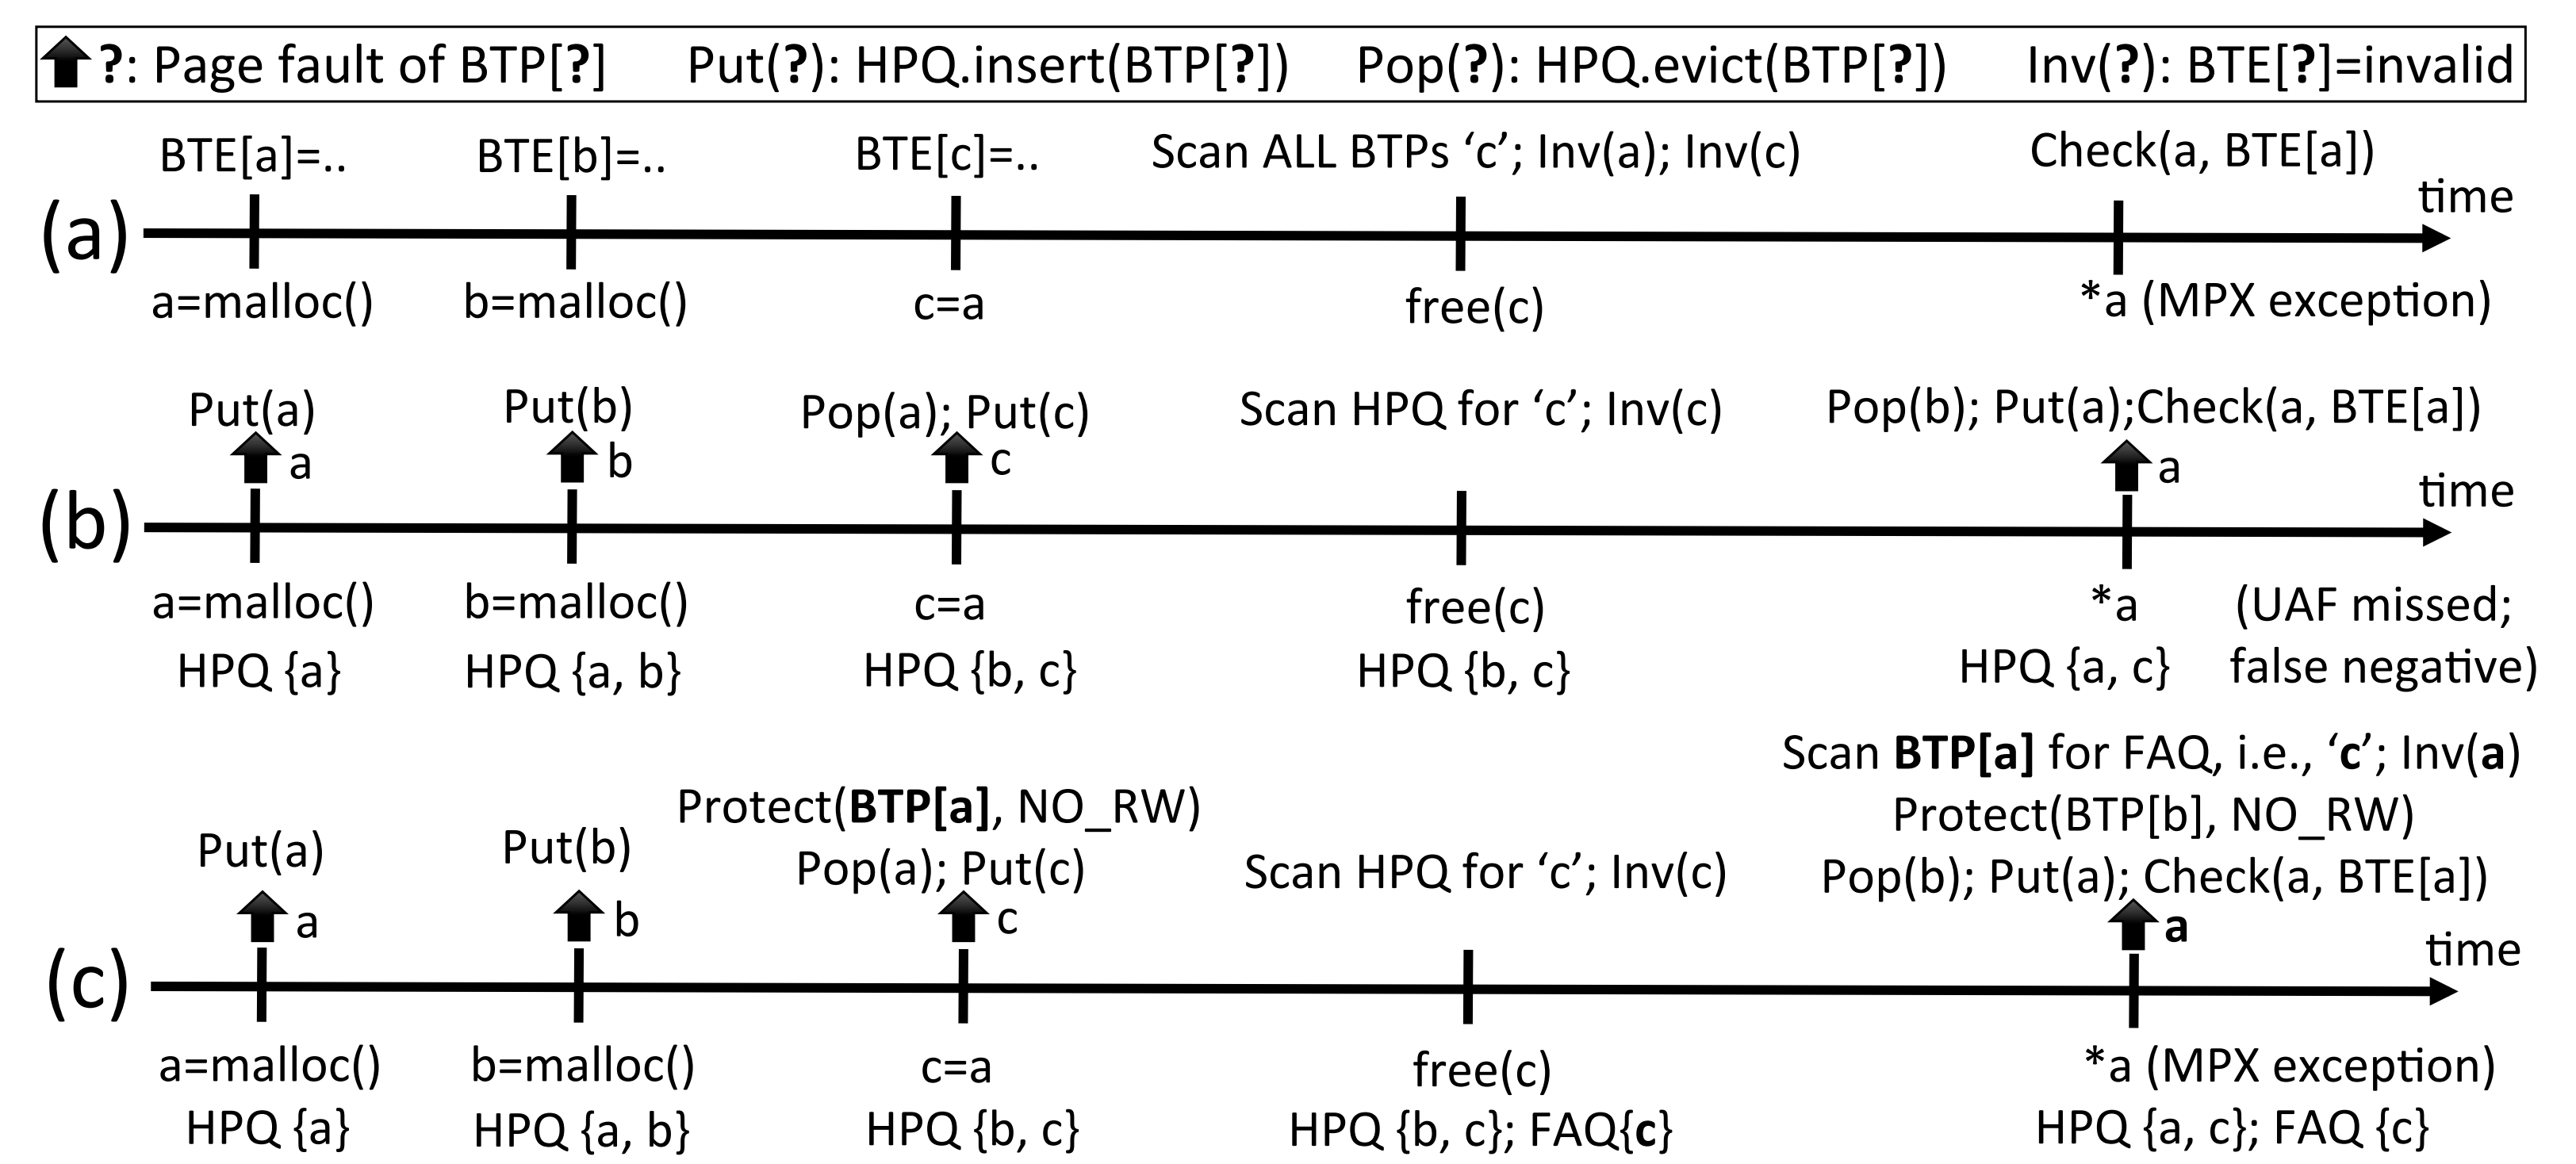 ?: Page fault of BTP[?] Put(?): HPQ.insert(BTP[?]) Pop(?): HPQ.evict(BTP[?]) Inv(?): BTE[?]=invalid
BTE[a]=.. BTE[b]=.. BTE[c]=.. Scan ALL BTPs ‘c’; Inv(a); Inv(c) Check(a, BTE[a])
time
(a)
a=malloc() b=malloc() c=a free(c) *a (MPX exception)
Put(a) Put(b) Pop(a); Put(c) Scan HPQ for ‘c’; Inv(c) Pop(b); Put(a);Check(a, BTE[a])
a b c a
time
(b)
a=malloc() b=malloc() c=a free(c) *a (UAF missed;
HPQ {a} HPQ {a, b} HPQ {b, c} HPQ {b, c} HPQ {a, c} false negative)
Scan BTP[a] for FAQ, i.e., ‘c’; Inv(a)
Protect(BTP[a], NO_RW) Protect(BTP[b], NO_RW)
Put(a) Put(b) Pop(a); Put(c) Scan HPQ for ‘c’; Inv(c) Pop(b); Put(a); Check(a, BTE[a])
a b c a
time
(c)
a=malloc() b=malloc() c=a free(c) *a (MPX exception)
HPQ {a} HPQ {a, b} HPQ {b, c} HPQ {b, c}; FAQ{c} HPQ {a, c}; FAQ {c}